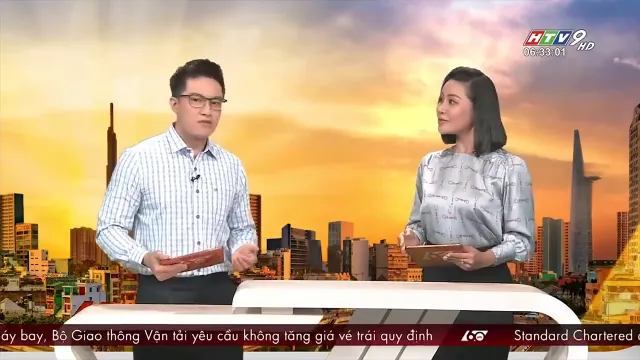 HTV9 HD
06:33:01
áy bay, Bộ Giao thông Vận tải yêu cầu không tăng giá vé trái quy định
Standard Chartered